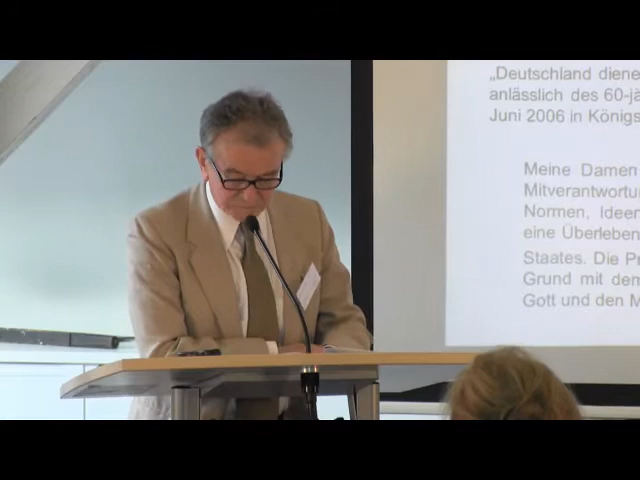 „Deutschland diene
anlässlich des 60-jä
Juni 2006 in Königs
Meine Damen
Mitverantwortu
Normen, Ideen
eine Überleben
Staates. Die Pr
Grund mit dem
Gott und den M